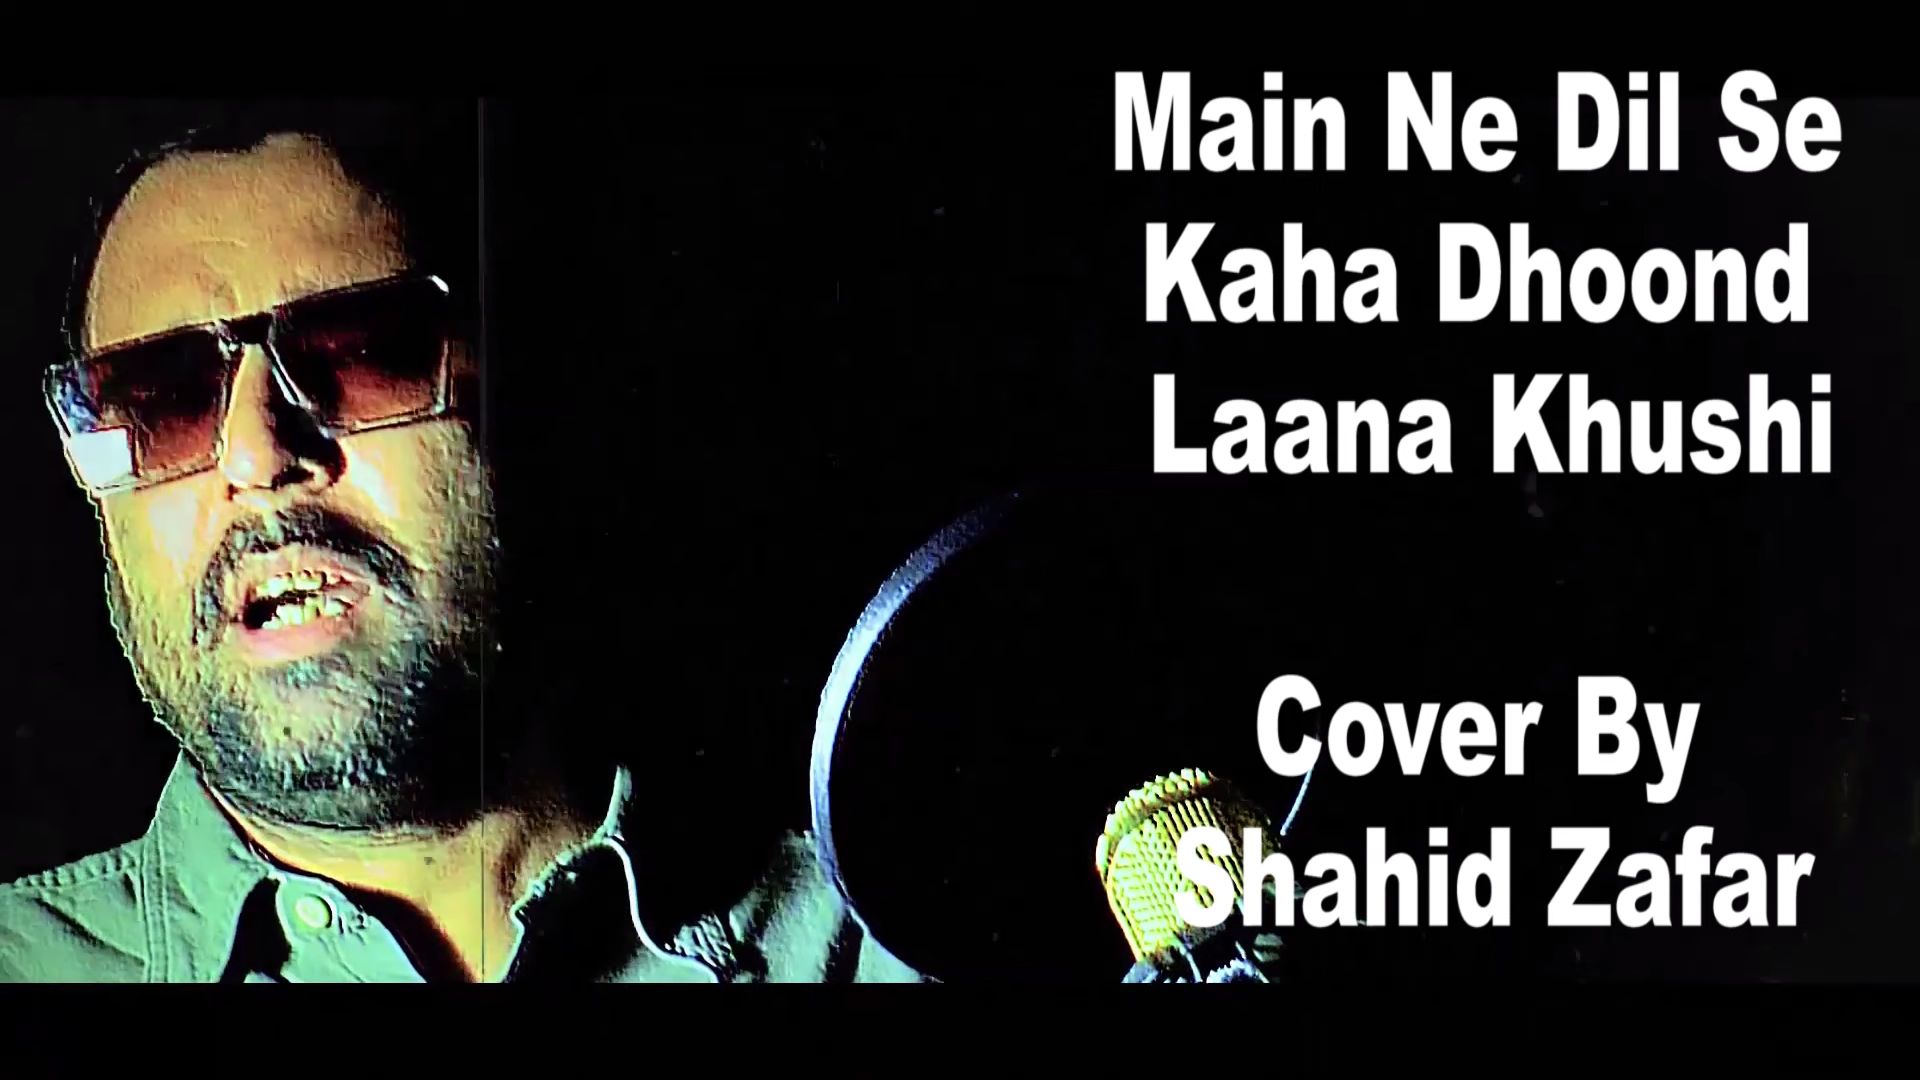 Main Ne Dil Se
Kaha Dhoond
Laana Khushi
Cover By
Shahid Zafar